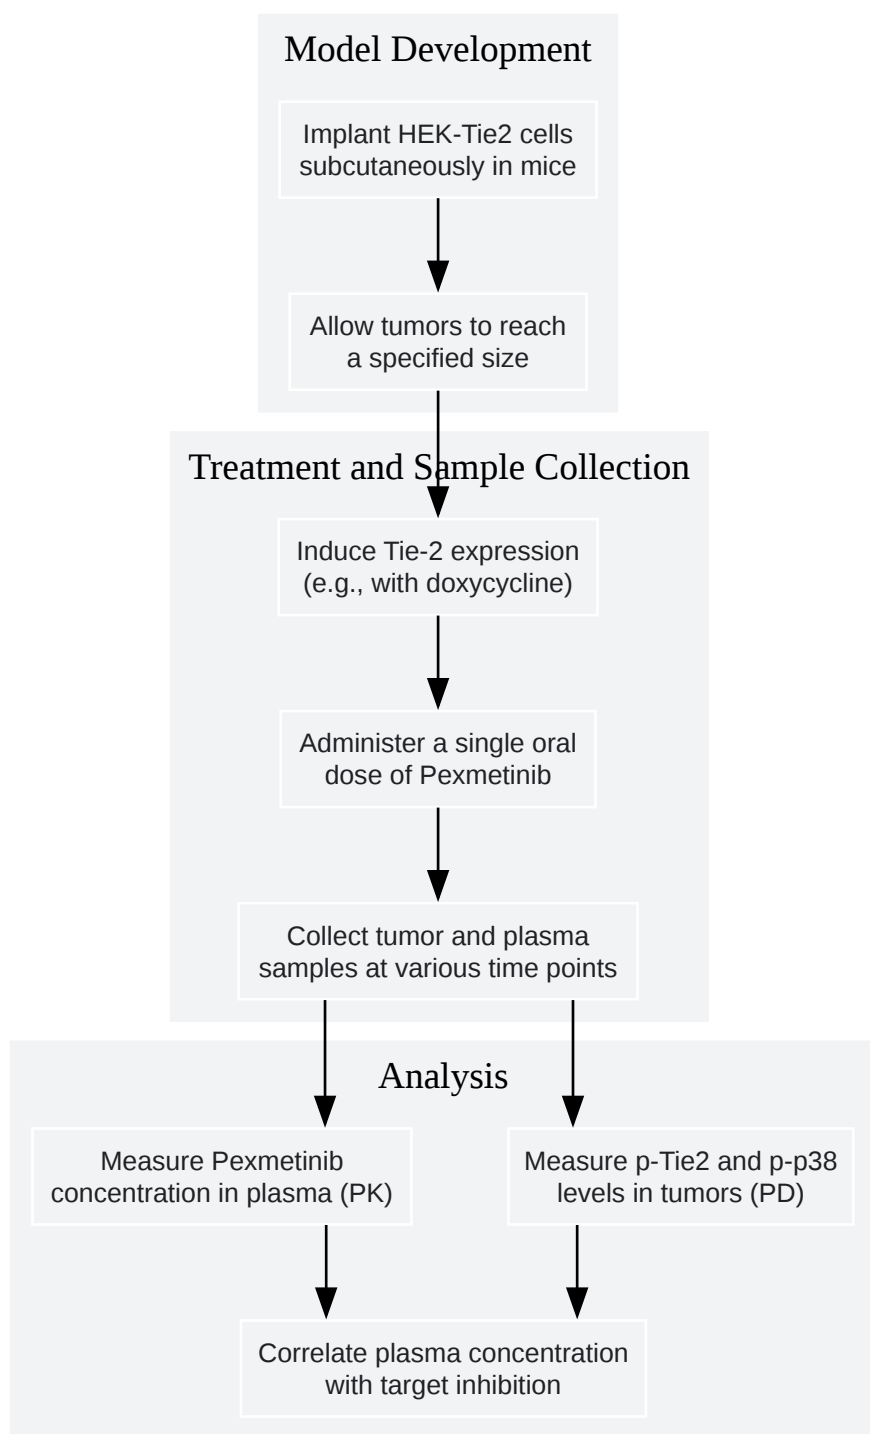 Model Development
Implant HEK-Tie2 cells
subcutaneously in mice
Allow tumors to reach
a specified size
Treatment and Sample Collection
Induce Tie-2 expression
(e.g., with doxycycline)
Administer a single oral
dose of Pexmetinib
Collect tumor and plasma
samples at various time points
Analysis
Measure Pexmetinib
concentration in plasma (PK)
Measure p-Tie2 and p-p38
levels in tumors (PD)
Correlate plasma concentration
with target inhibition